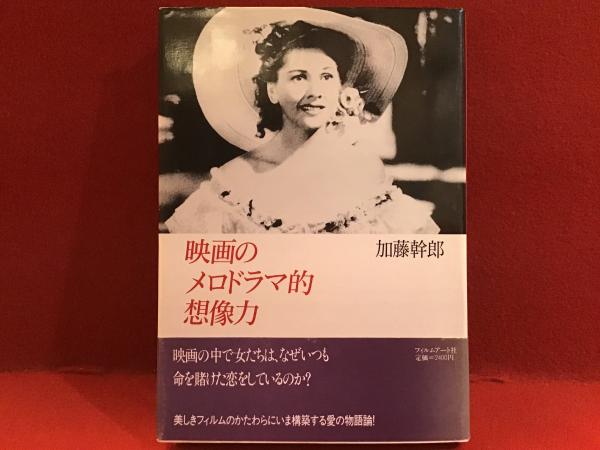 映画の
メロドラマ的
想像力
加藤幹郎
映画の中で女たちは、なぜいつも
命を賭けた恋をしているのか?
美しきフィルムのかたわらにいま構築する愛の物語論!
フィルムアート社
定価=2400円